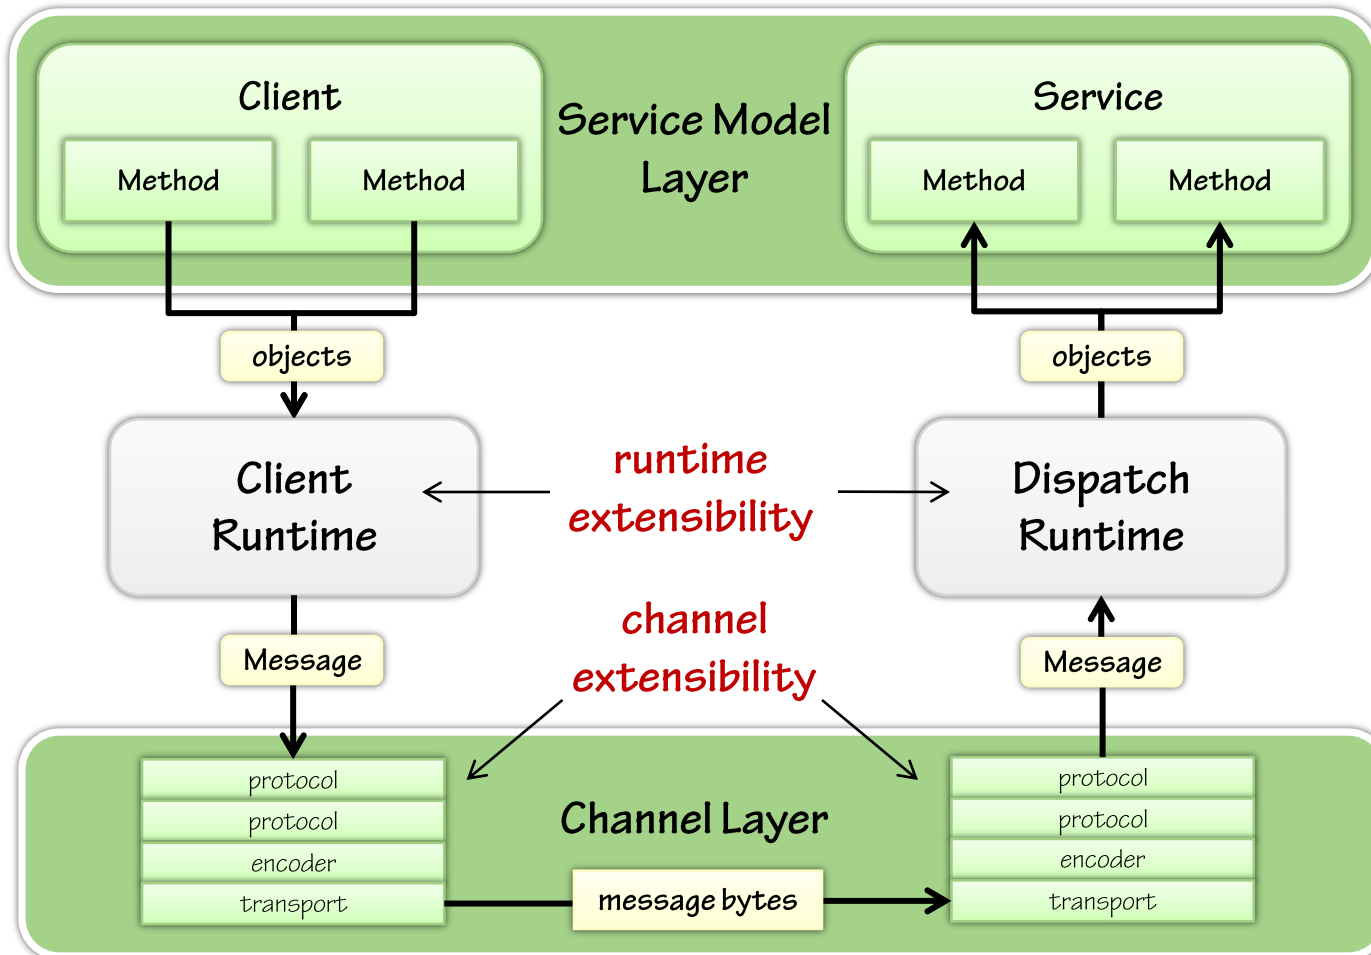 Client
Service Model
Layer
Service
Method
Method
Method
Method
objects
objects
Client
Runtime
runtime
extensibility
Dispatch
Runtime
channel
extensibility
Message
Message
protocol
protocol
encoder
transport
Channel Layer
message bytes
protocol
protocol
encoder
transport